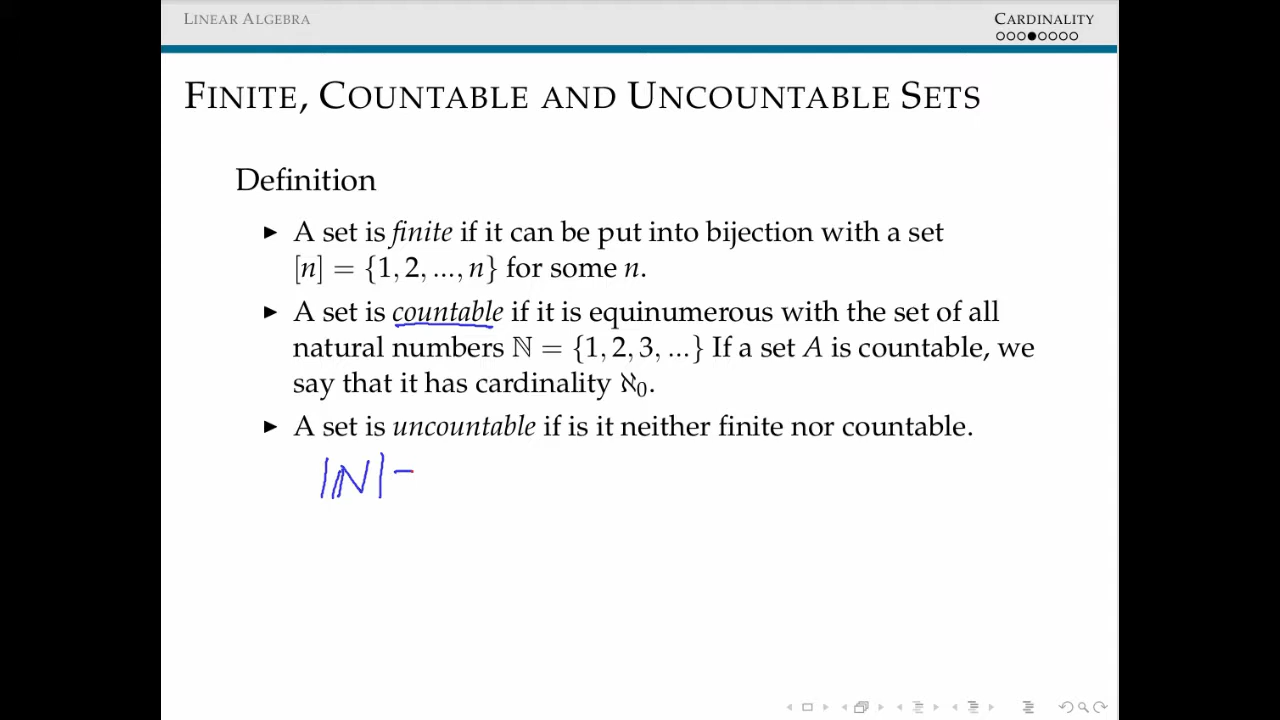 LINEAR ALGEBRA
CARDINALITY
FINITE, COUNTABLE AND UNCOUNTABLE SETS
Definition
▶ A set is finite if it can be put into bijection with a set
[n] = {1, 2, ..., n} for some n.
▶ A set is countable if it is equinumerous with the set of all
natural numbers ℕ = {1, 2, 3, ...} If a set A is countable, we
say that it has cardinality ℵ₀.
▶ A set is uncountable if is it neither finite nor countable.
|ℕ| –